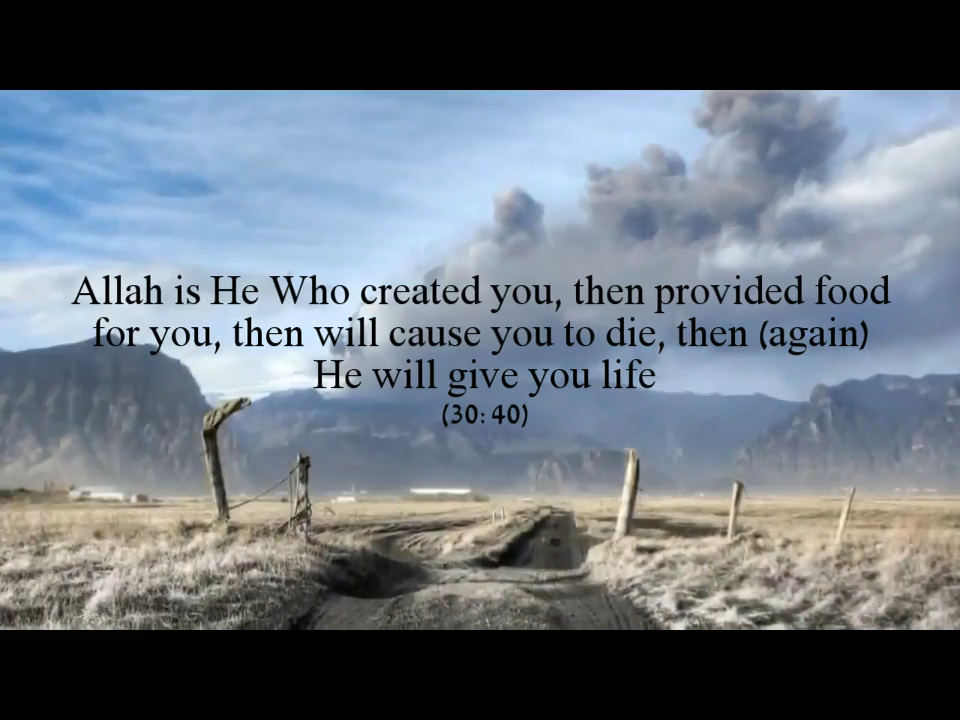 Allah is He Who created you, then provided food
for you, then will cause you to die, then (again)
He will give you life
(30: 40)